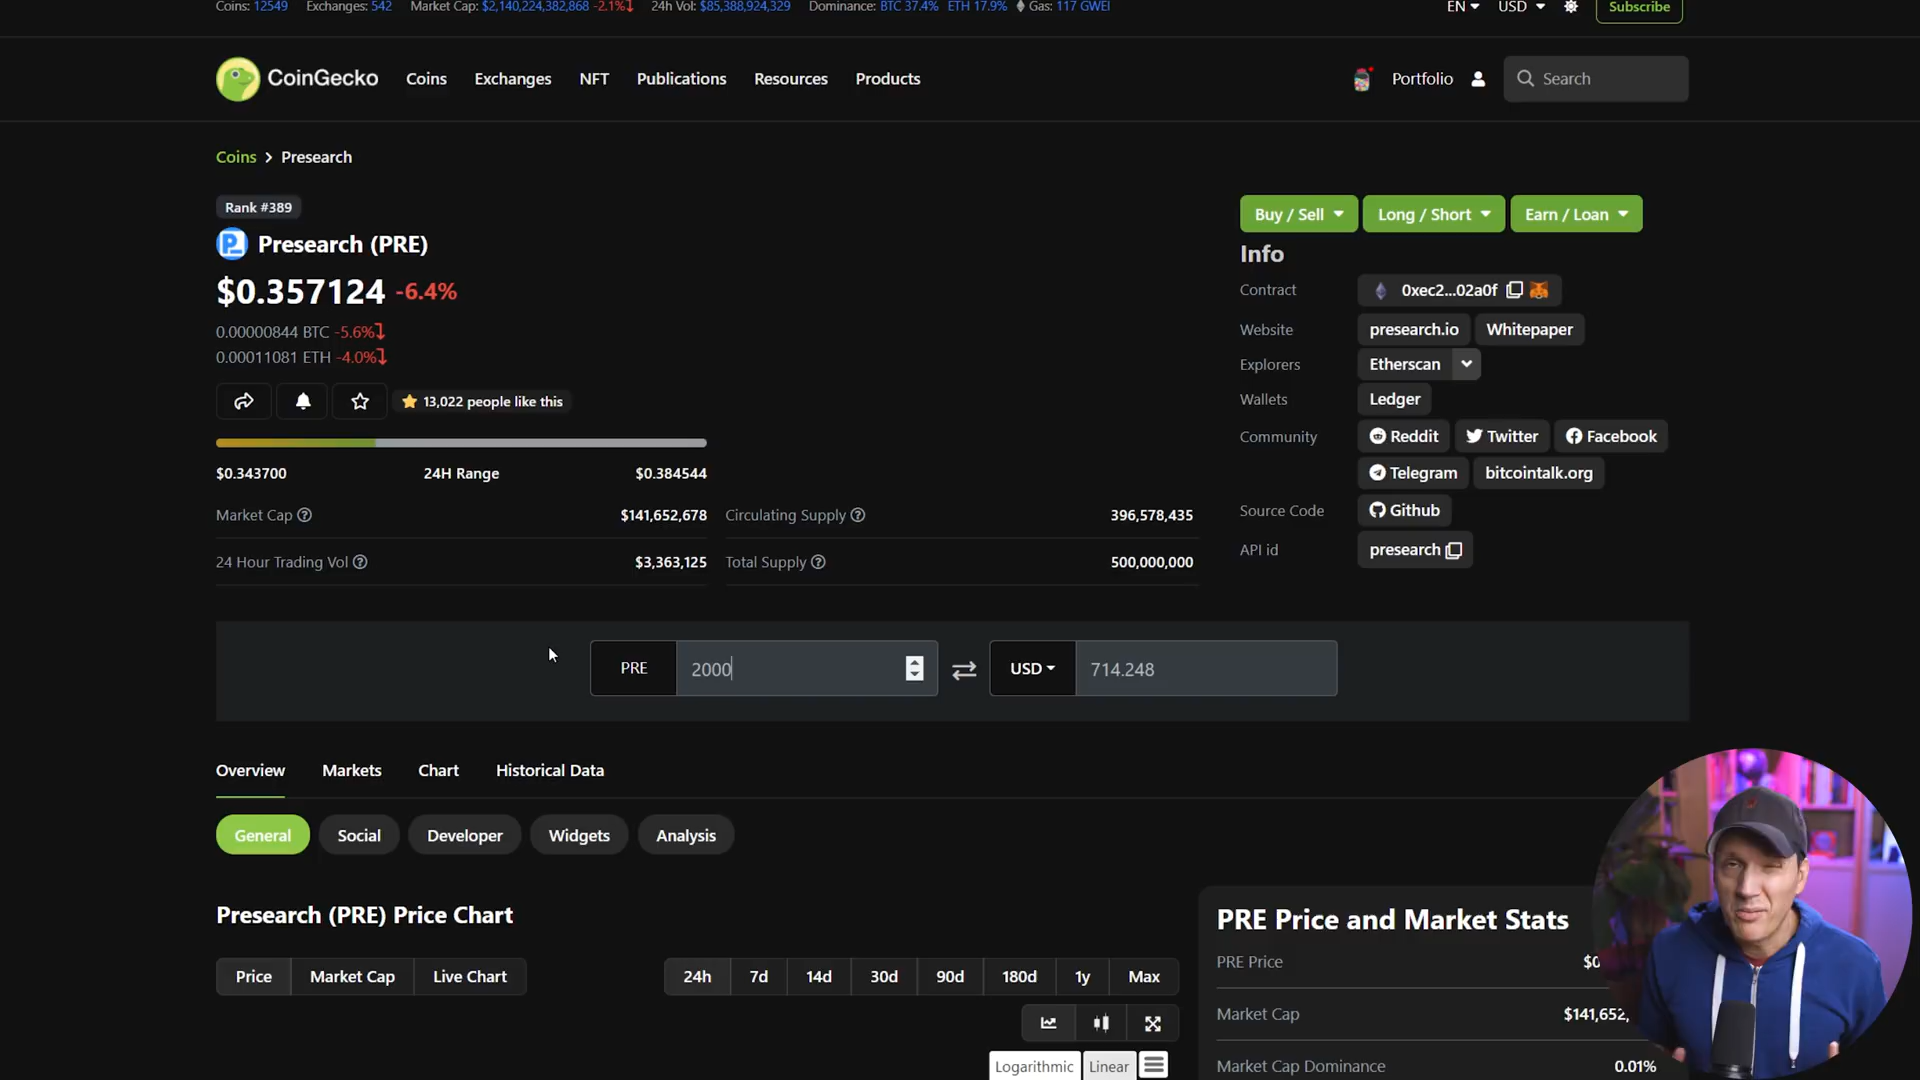 Coins: 12549 Exchanges: 542 Market Cap: $2,140,224,382,868 -2.1% 24h Vol: $85,388,924,329 Dominance: BTC 37.4% ETH 17.9% Gas: 117 GWEI EN USD Subscribe
CoinGecko Coins Exchanges NFT Publications Resources Products Portfolio Search
Coins > Presearch
Rank #389
Buy / Sell Long / Short Earn / Loan
Presearch (PRE)
Info
$0.357124 -6.4%
Contract 0xec2...02a0f
0.00000844 BTC -5.6%
Website presearch.io Whitepaper
0.00011081 ETH -4.0%
Explorers Etherscan
13,022 people like this
Wallets Ledger
Community Reddit Twitter Facebook
$0.343700 24H Range $0.384544
Telegram bitcointalk.org
Market Cap $141,652,678 Circulating Supply 396,578,435
Source Code Github
24 Hour Trading Vol $3,363,125 Total Supply 500,000,000
API id presearch
PRE 2000 USD 714.248
Overview Markets Chart Historical Data
General Social Developer Widgets Analysis
Presearch (PRE) Price Chart
PRE Price and Market Stats
Price Market Cap Live Chart 24h 7d 14d 30d 90d 180d 1y Max
PRE Price $0
Market Cap $141,652,
Logarithmic Linear
Market Cap Dominance 0.01%